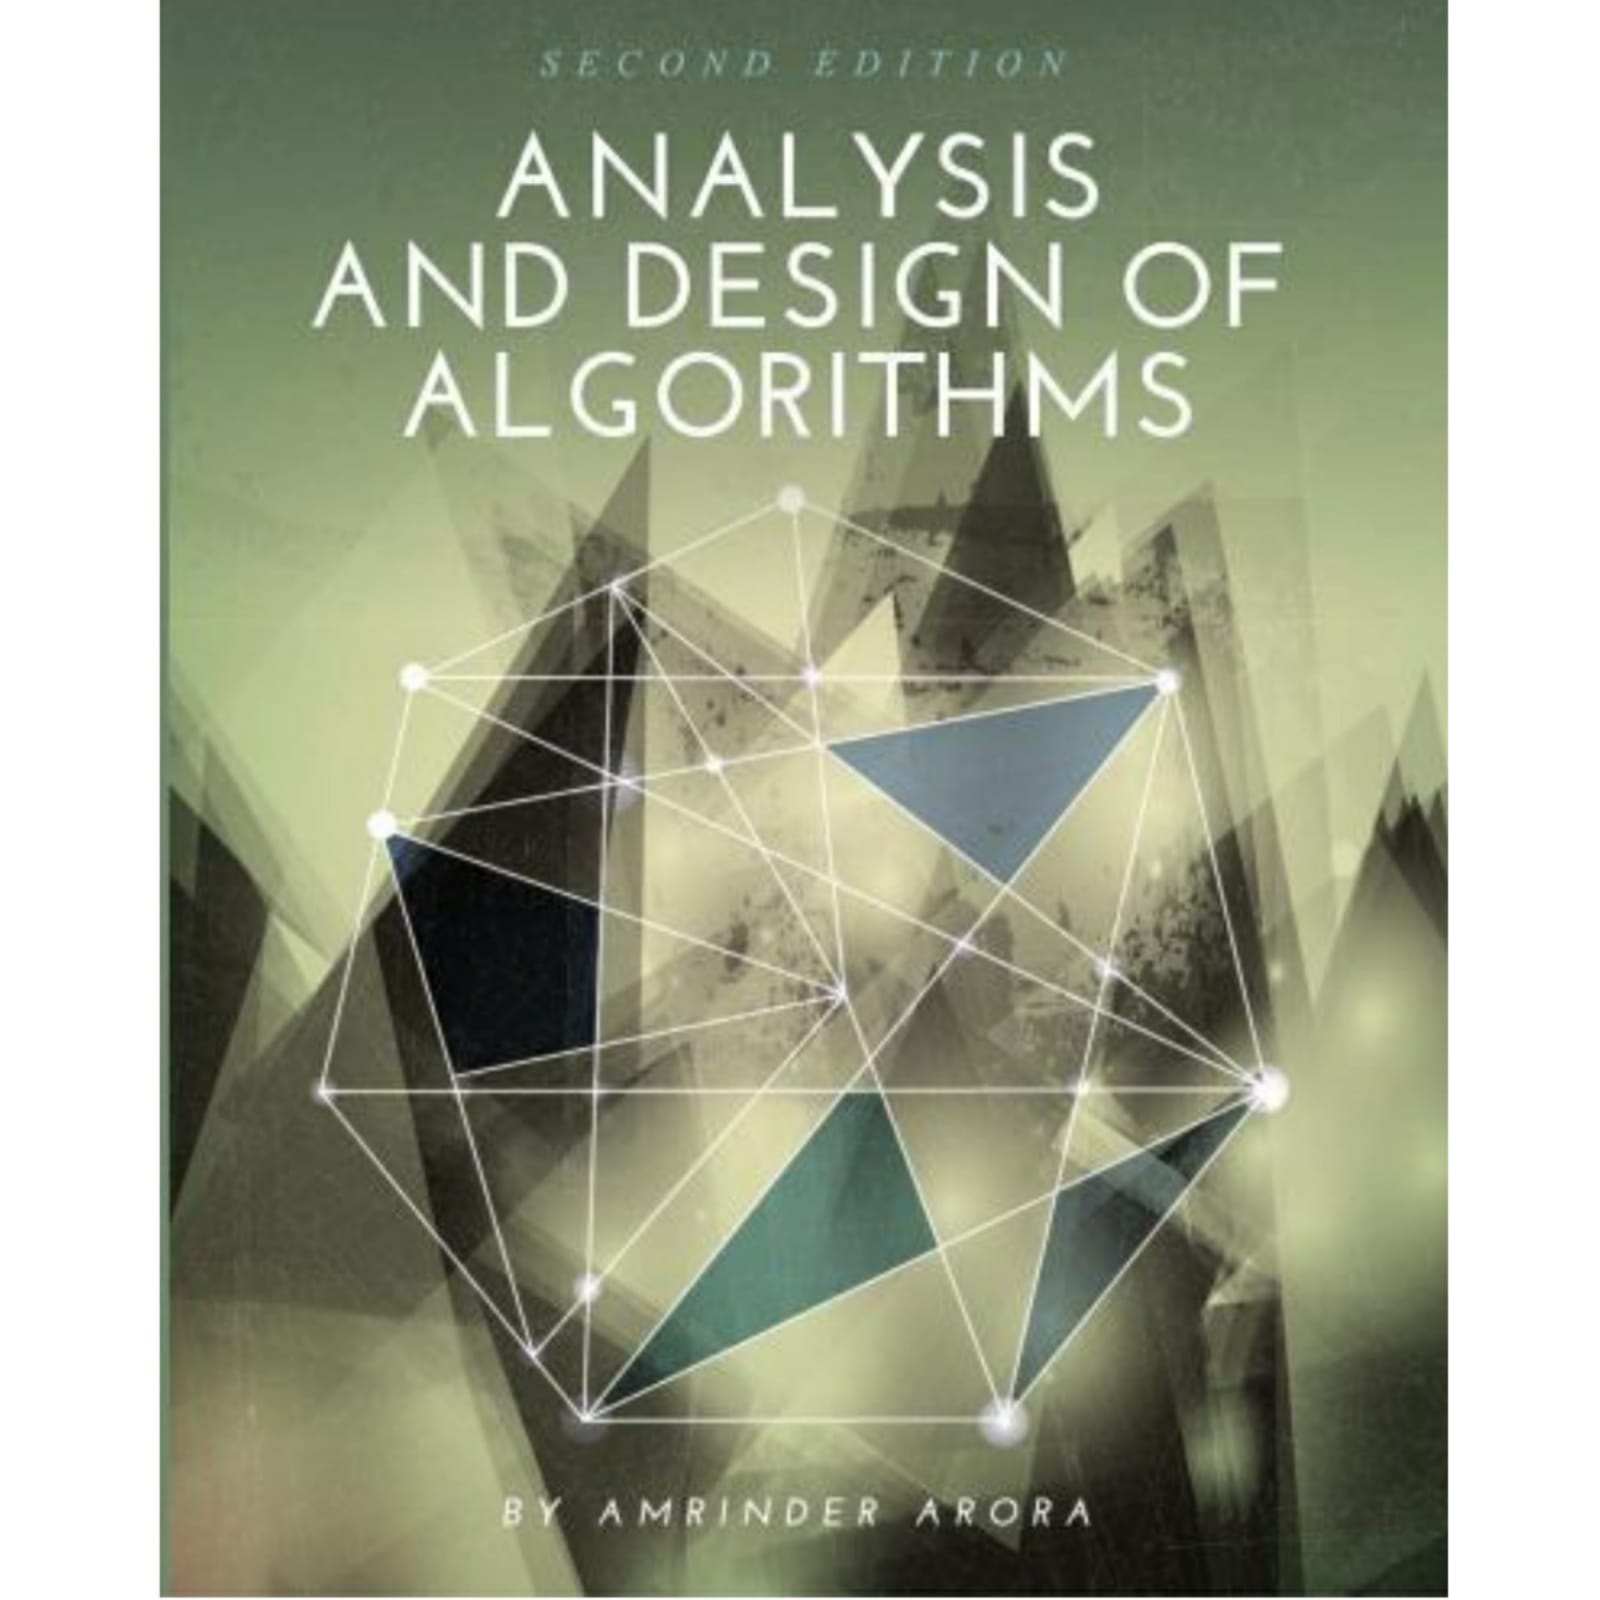 SECOND EDITION
ANALYSIS
AND DESIGN OF
ALGORITHMS
BY AMRINDER ARORA